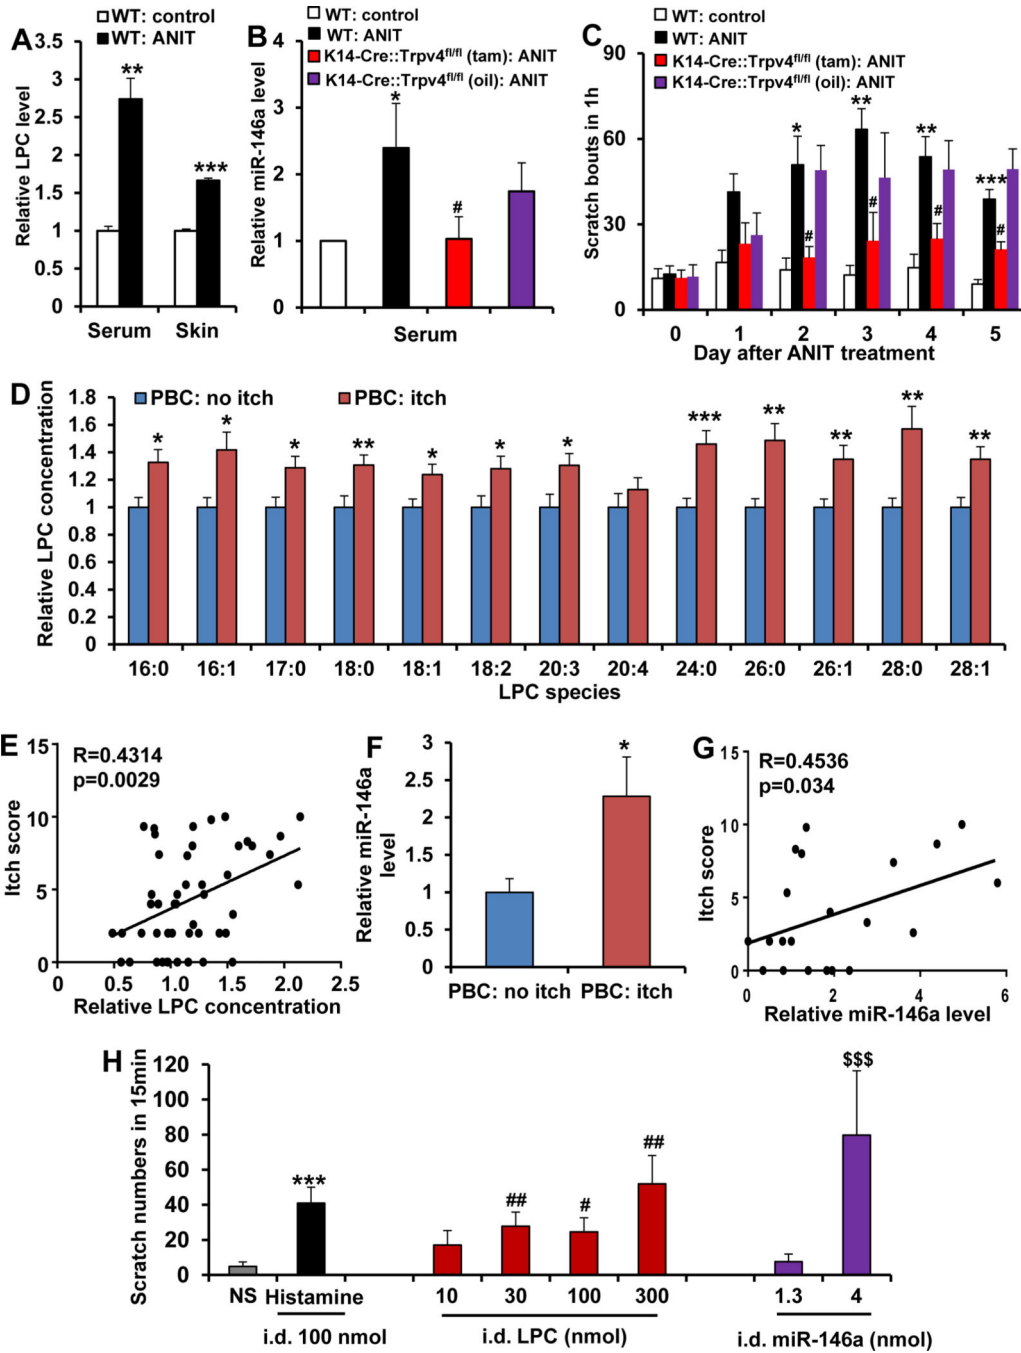 A
WT: control
WT: ANIT
Relative LPC level
3.5
3
2.5
2
1.5
1
0.5
0
**
***
Serum
Skin
B
WT: control
WT: ANIT
K14-Cre::Trpv4fl/fl (tam): ANIT
K14-Cre::Trpv4fl/fl (oil): ANIT
Relative miR-146a level
4
3
2
1
0
*
#
Serum
C
WT: control
WT: ANIT
K14-Cre::Trpv4fl/fl (tam): ANIT
K14-Cre::Trpv4fl/fl (oil): ANIT
Scratch bouts in 1h
90
60
30
0
*
**
**
***
#
#
#
#
0 1 2 3 4 5
Day after ANIT treatment
D
PBC: no itch
PBC: itch
Relative LPC concentration
1.8
1.6
1.4
1.2
1
0.8
0.6
0.4
0.2
0
* * * ** * * * *** ** ** ** **
16:0 16:1 17:0 18:0 18:1 18:2 20:3 20:4 24:0 26:0 26:1 28:0 28:1
LPC species
E
R=0.4314
p=0.0029
Itch score
15
10
5
0
0 0.5 1.0 1.5 2.0 2.5
Relative LPC concentration
F
Relative miR-146a
level
3
2.5
2
1.5
1
0.5
0
*
PBC: no itch PBC: itch
G
R=0.4536
p=0.034
Itch score
15
10
5
0
0 2 4 6
Relative miR-146a level
H
Scratch numbers in 15min
120
100
80
60
40
20
0
*** ## # ## $$$
NS Histamine 10 30 100 300 1.3 4
i.d. 100 nmol i.d. LPC (nmol) i.d. miR-146a (nmol)